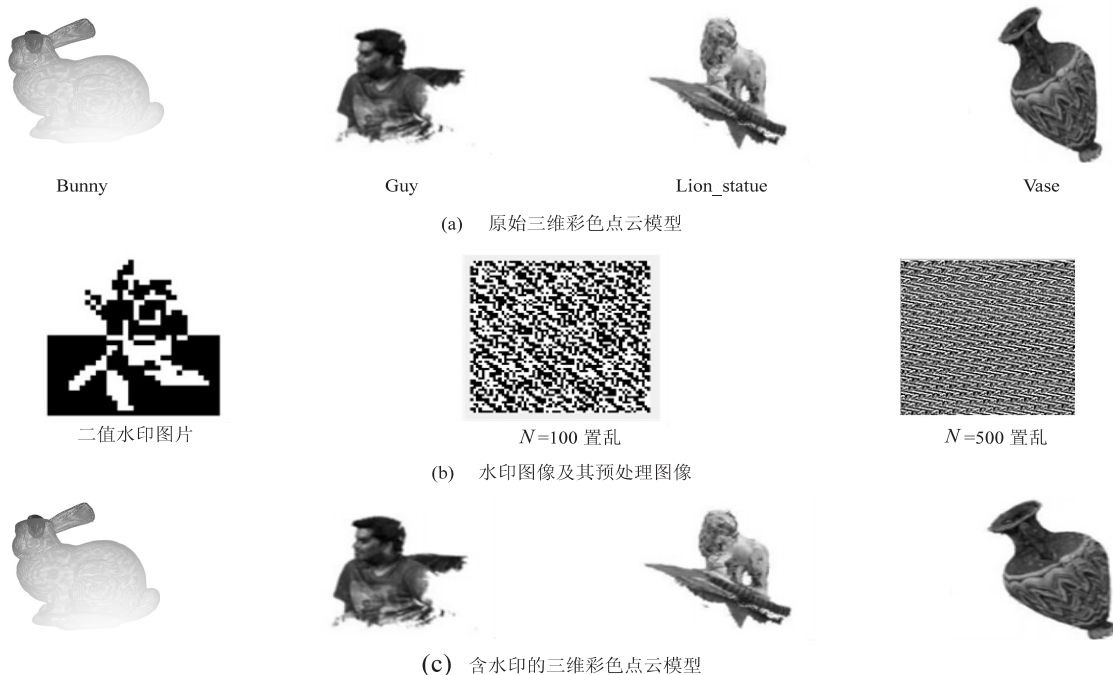 Bunny Guy Lion_statue Vase
(a) 原始三维彩色点云模型
二值水印图片 N=100 置乱 N=500 置乱
(b) 水印图像及其预处理图像
(c) 含水印的三维彩色点云模型